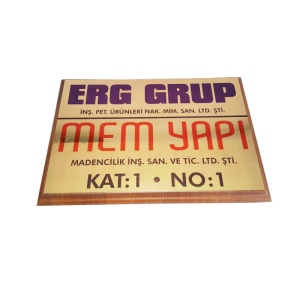 ERG GRUP
İNŞ. PET. ÜRÜNLERİ NAK. MİM. SAN. LTD. ŞTİ.
MEM YAPI
MADENCİLİK İNŞ. SAN. VE TİC. LTD. ŞTİ.
KAT:1 • NO:1